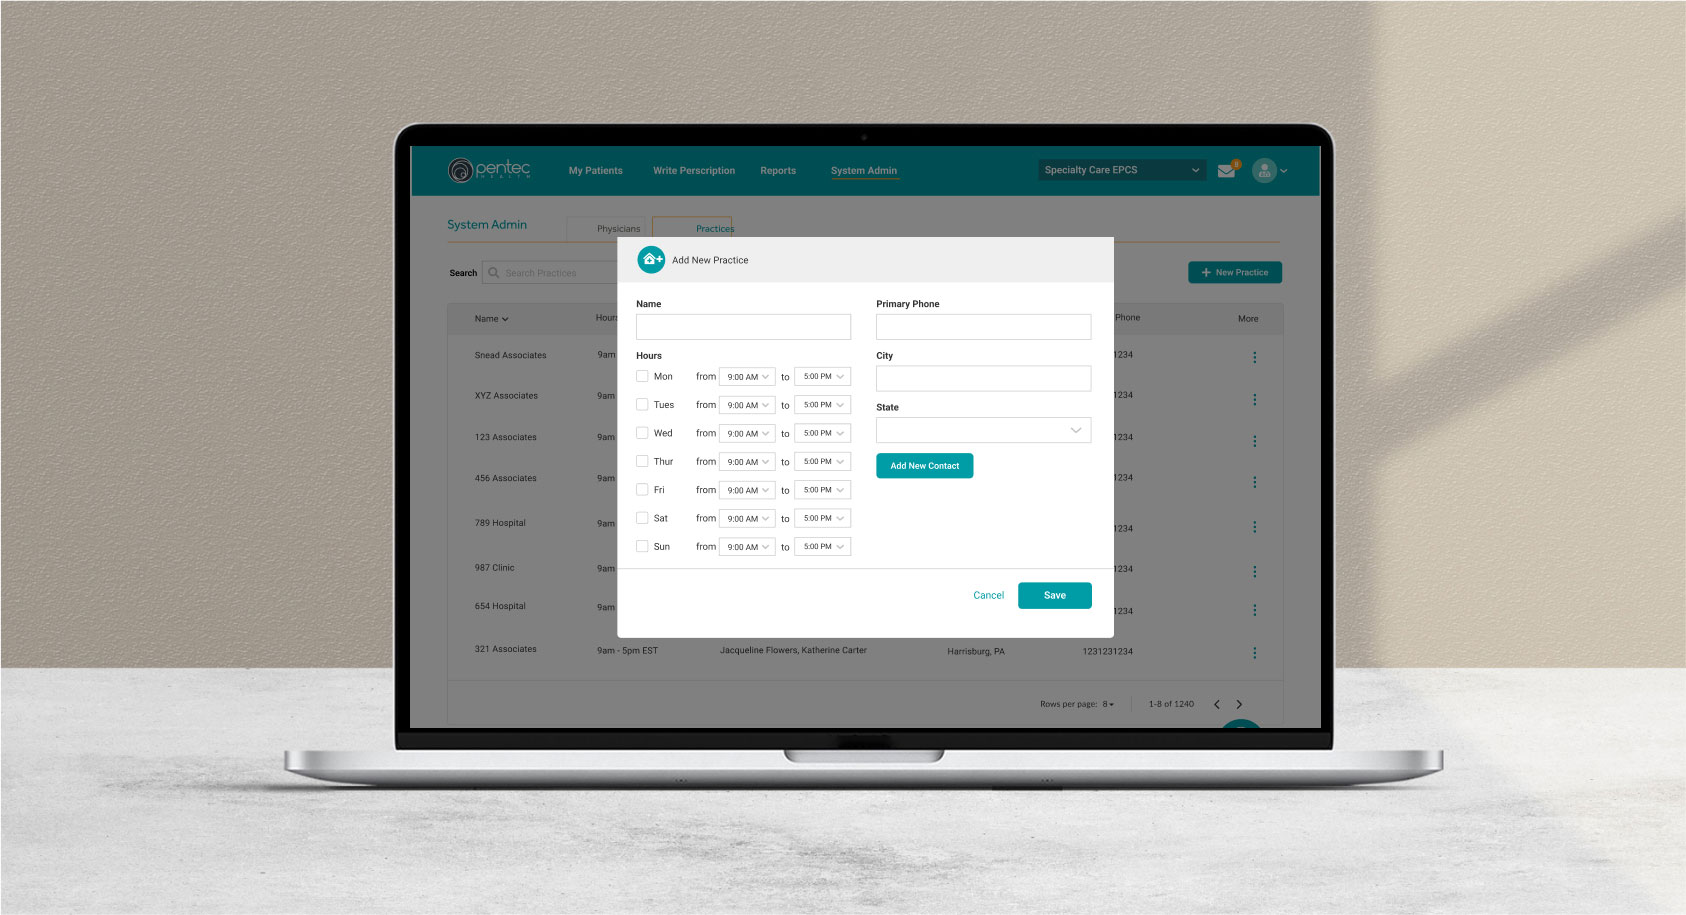 pentec
HEALTH
My Patients
Write Perscription
Reports
System Admin
Specialty Care EPCS
8
System Admin
Physicians
Practices
Search
Search Practices
New Practice
Add New Practice
Name
Hours
Phone
More
Snead Associates
9am
1234
XYZ Associates
9am
1234
123 Associates
9am
1234
456 Associates
9am
1234
789 Hospital
9am
1234
987 Clinic
9am
1234
654 Hospital
9am
1234
321 Associates
9am - 5pm EST
Jacqueline Flowers, Katherine Carter
Harrisburg, PA
1231231234
Rows per page: 8
1-8 of 1240
Name
Primary Phone
Hours
Mon from 9:00 AM to 5:00 PM
Tues from 9:00 AM to 5:00 PM
Wed from 9:00 AM to 5:00 PM
Thur from 9:00 AM to 5:00 PM
Fri from 9:00 AM to 5:00 PM
Sat from 9:00 AM to 5:00 PM
Sun from 9:00 AM to 5:00 PM
City
State
Add New Contact
Cancel
Save